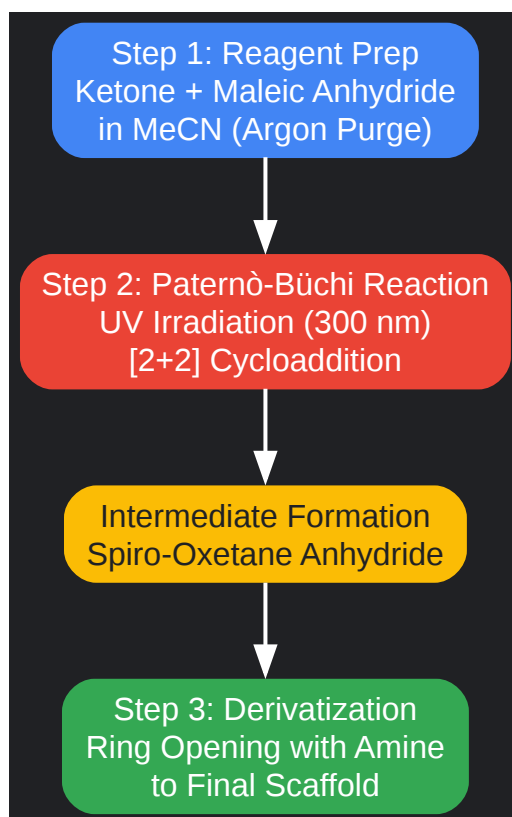 Step 1: Reagent Prep
Ketone + Maleic Anhydride
in MeCN (Argon Purge)
Step 2: Paternò-Büchi Reaction
UV Irradiation (300 nm)
[2+2] Cycloaddition
Intermediate Formation
Spiro-Oxetane Anhydride
Step 3: Derivatization
Ring Opening with Amine
to Final Scaffold